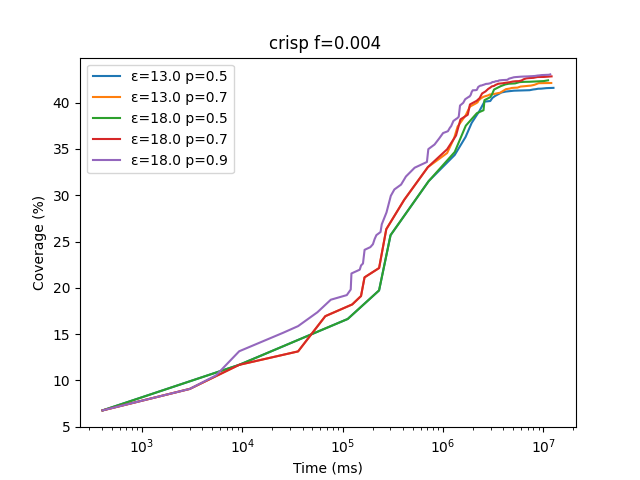 crisp f=0.004
ε=13.0 p=0.5
ε=13.0 p=0.7
ε=18.0 p=0.5
ε=18.0 p=0.7
ε=18.0 p=0.9
Coverage (%)
40
35
30
25
20
15
10
5
10³ 10⁴ 10⁵ 10⁶ 10⁷
Time (ms)